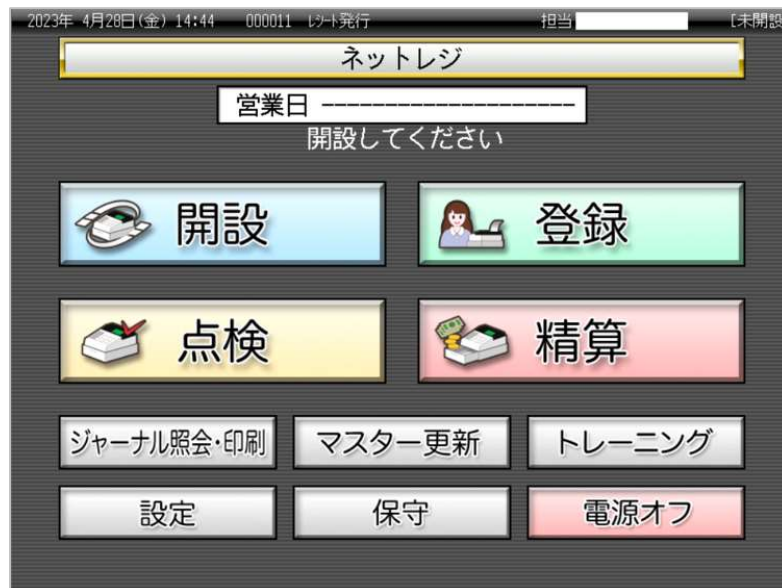 2023年 4月28日(金) 14:44 000011 ﾚｼｰﾄ発行 担当 [未開設
ネットレジ
営業日 --------------------
開設してください
開設 登録
点検 精算
ジャーナル照会・印刷 マスター更新 トレーニング
設定 保守 電源オフ